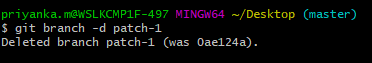 priyanka.m@WSLKCMP1F-497 MINGW64 ~/Desktop (master)
$ git branch -d patch-1
Deleted branch patch-1 (was 0ae124a).